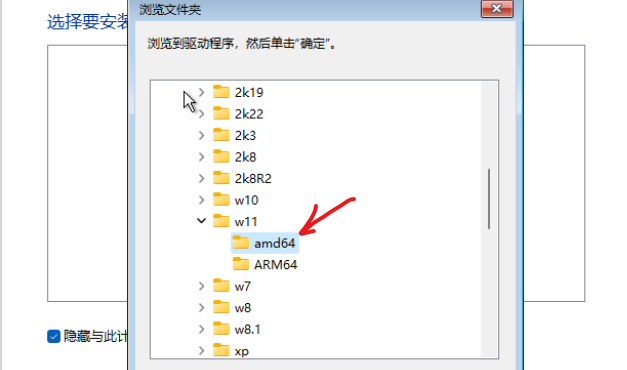 浏览文件夹
选择要安装
浏览到驱动程序，然后单击"确定"。
2k19
2k22
2k3
2k8
2k8R2
w10
w11
amd64
ARM64
w7
w8
w8.1
xp
隐藏与此计